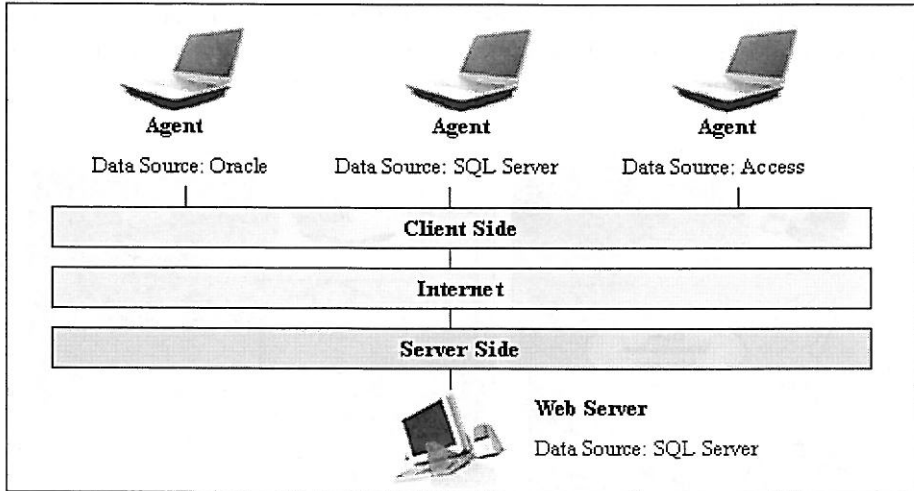 Agent Agent Agent
Data Source: Oracle Data Source: SQL Server Data Source: Access
Client Side
Internet
Server Side
Web Server
Data Source: SQL Server